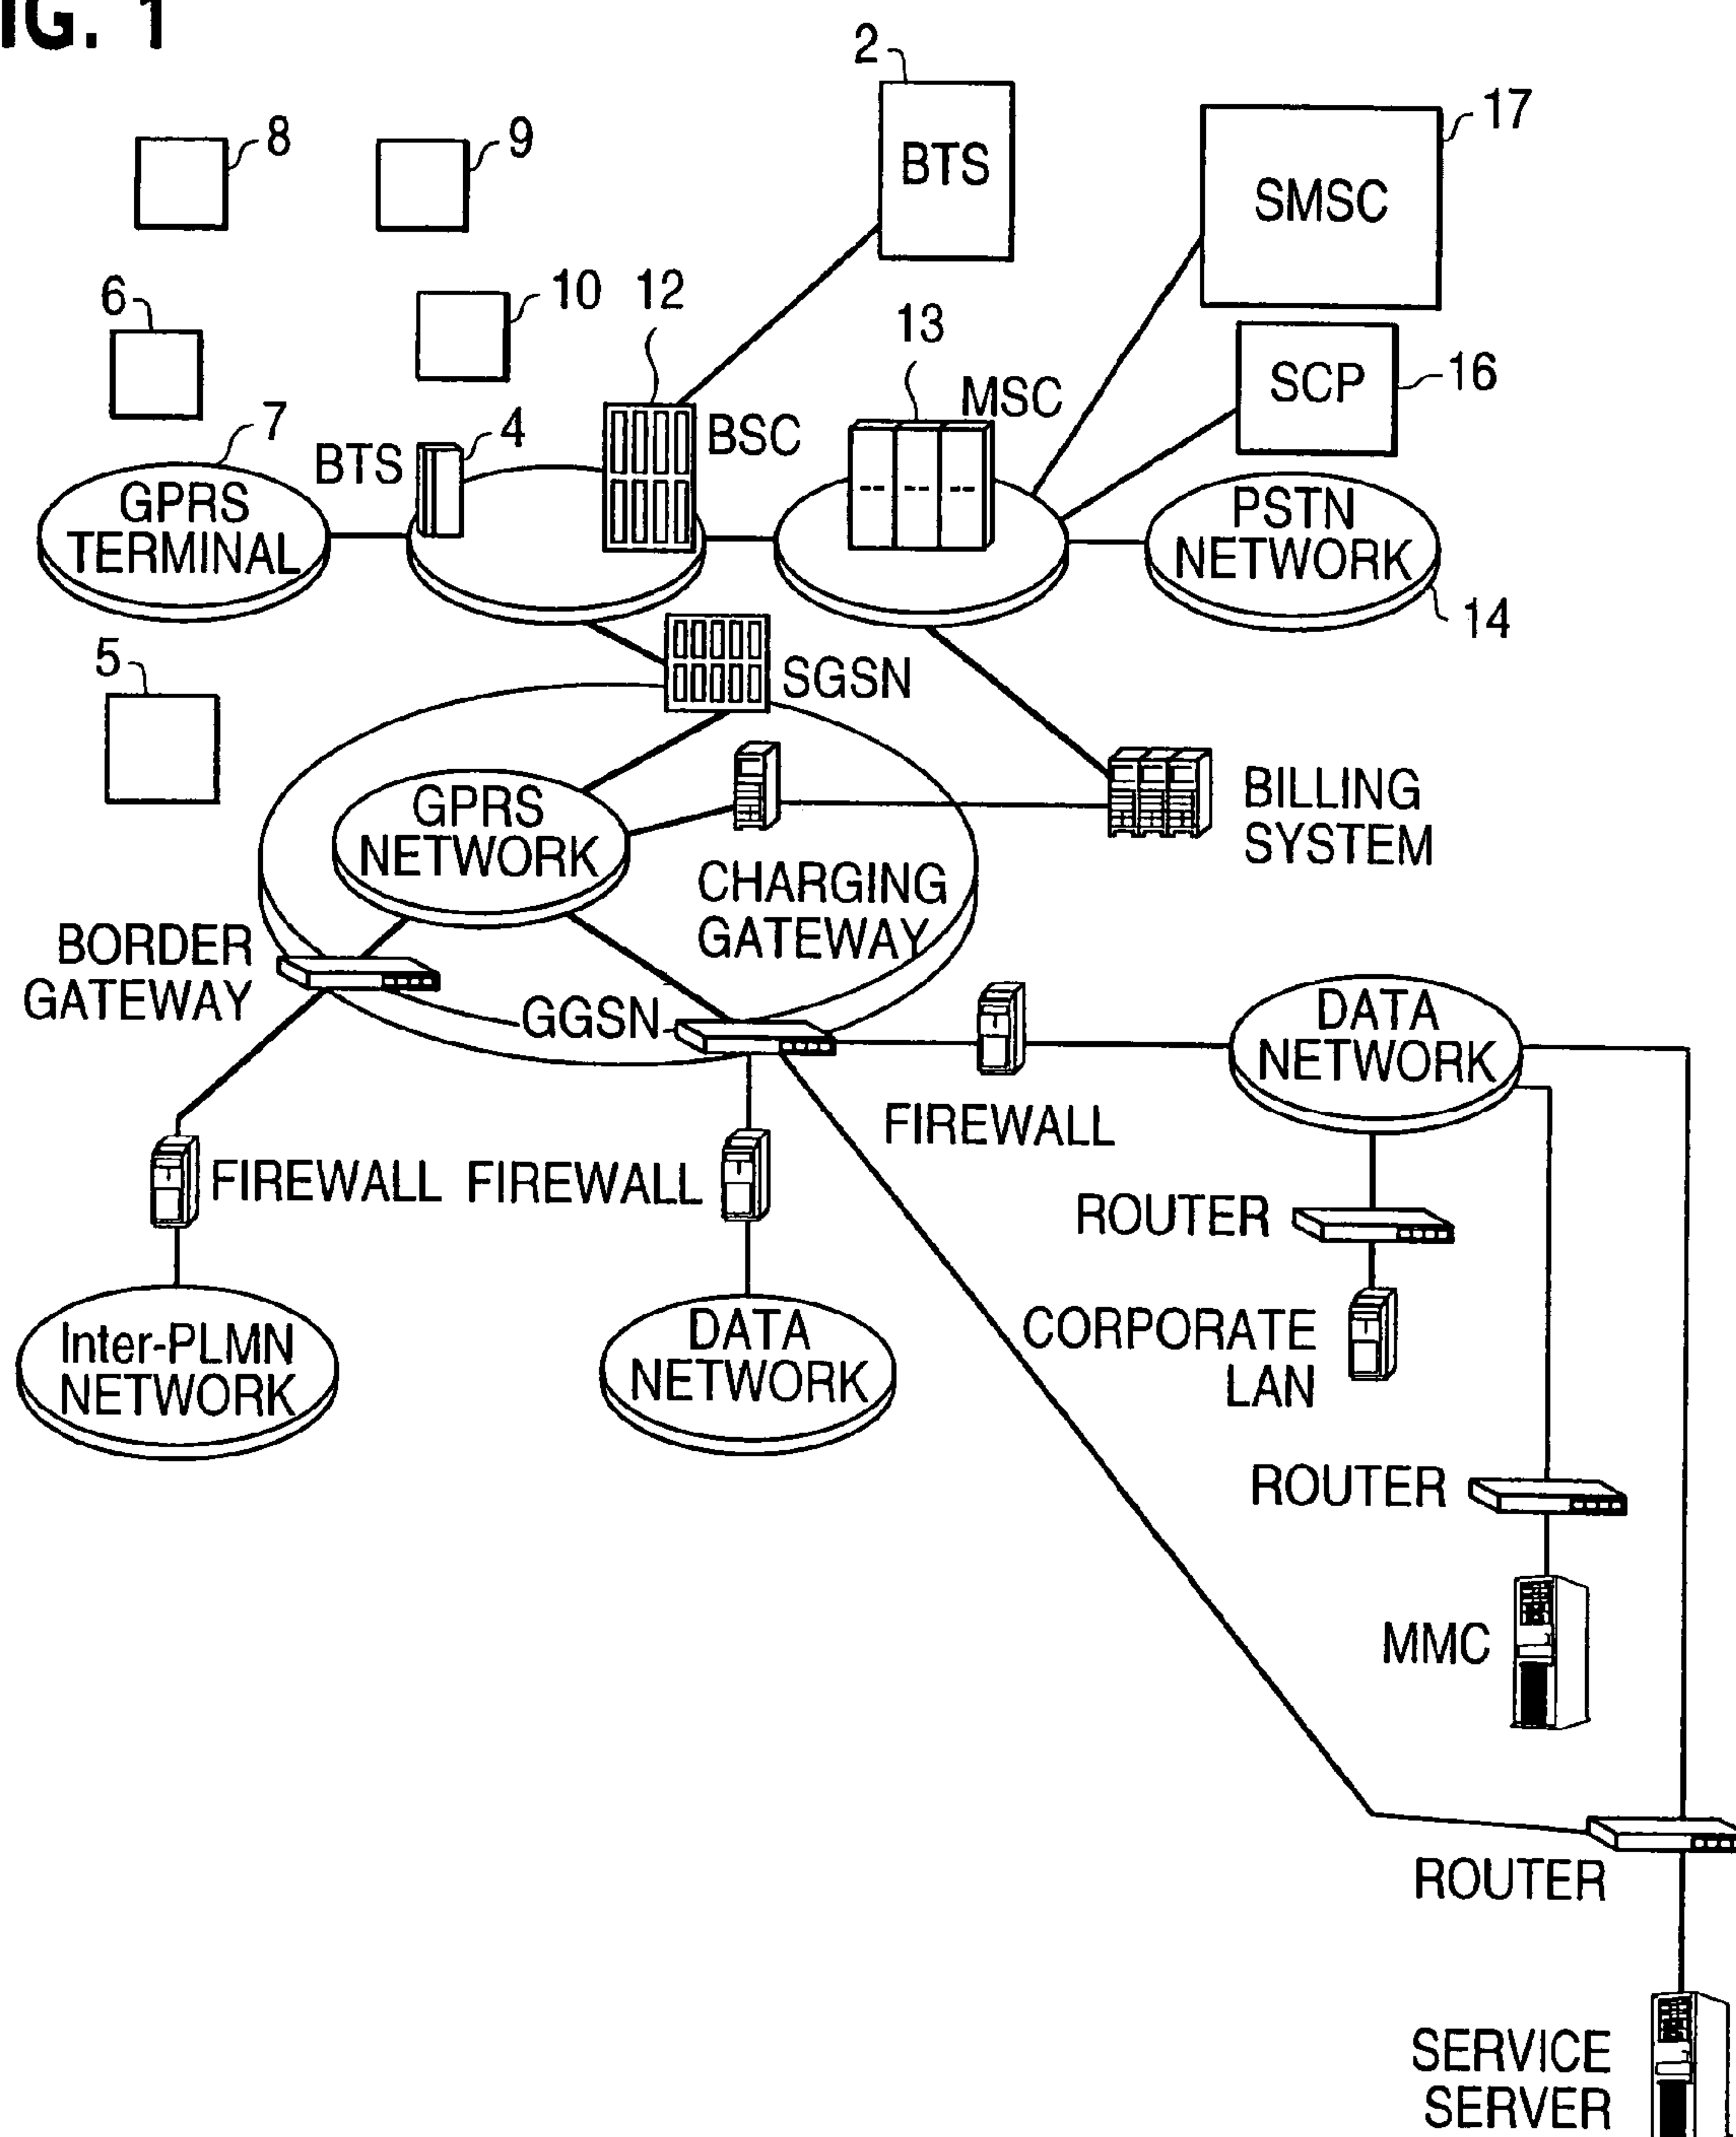 IG. 1
2
BTS
17
SMSC
8
9
6
10
12
13
MSC
SCP
16
7
BTS
4
BSC
GPRS
TERMINAL
PSTN
NETWORK
14
5
SGSN
GPRS
NETWORK
BILLING
SYSTEM
CHARGING
GATEWAY
BORDER
GATEWAY
GGSN
DATA
NETWORK
FIREWALL
FIREWALL
FIREWALL
ROUTER
Inter-PLMN
NETWORK
DATA
NETWORK
CORPORATE
LAN
ROUTER
MMC
ROUTER
SERVICE
SERVER